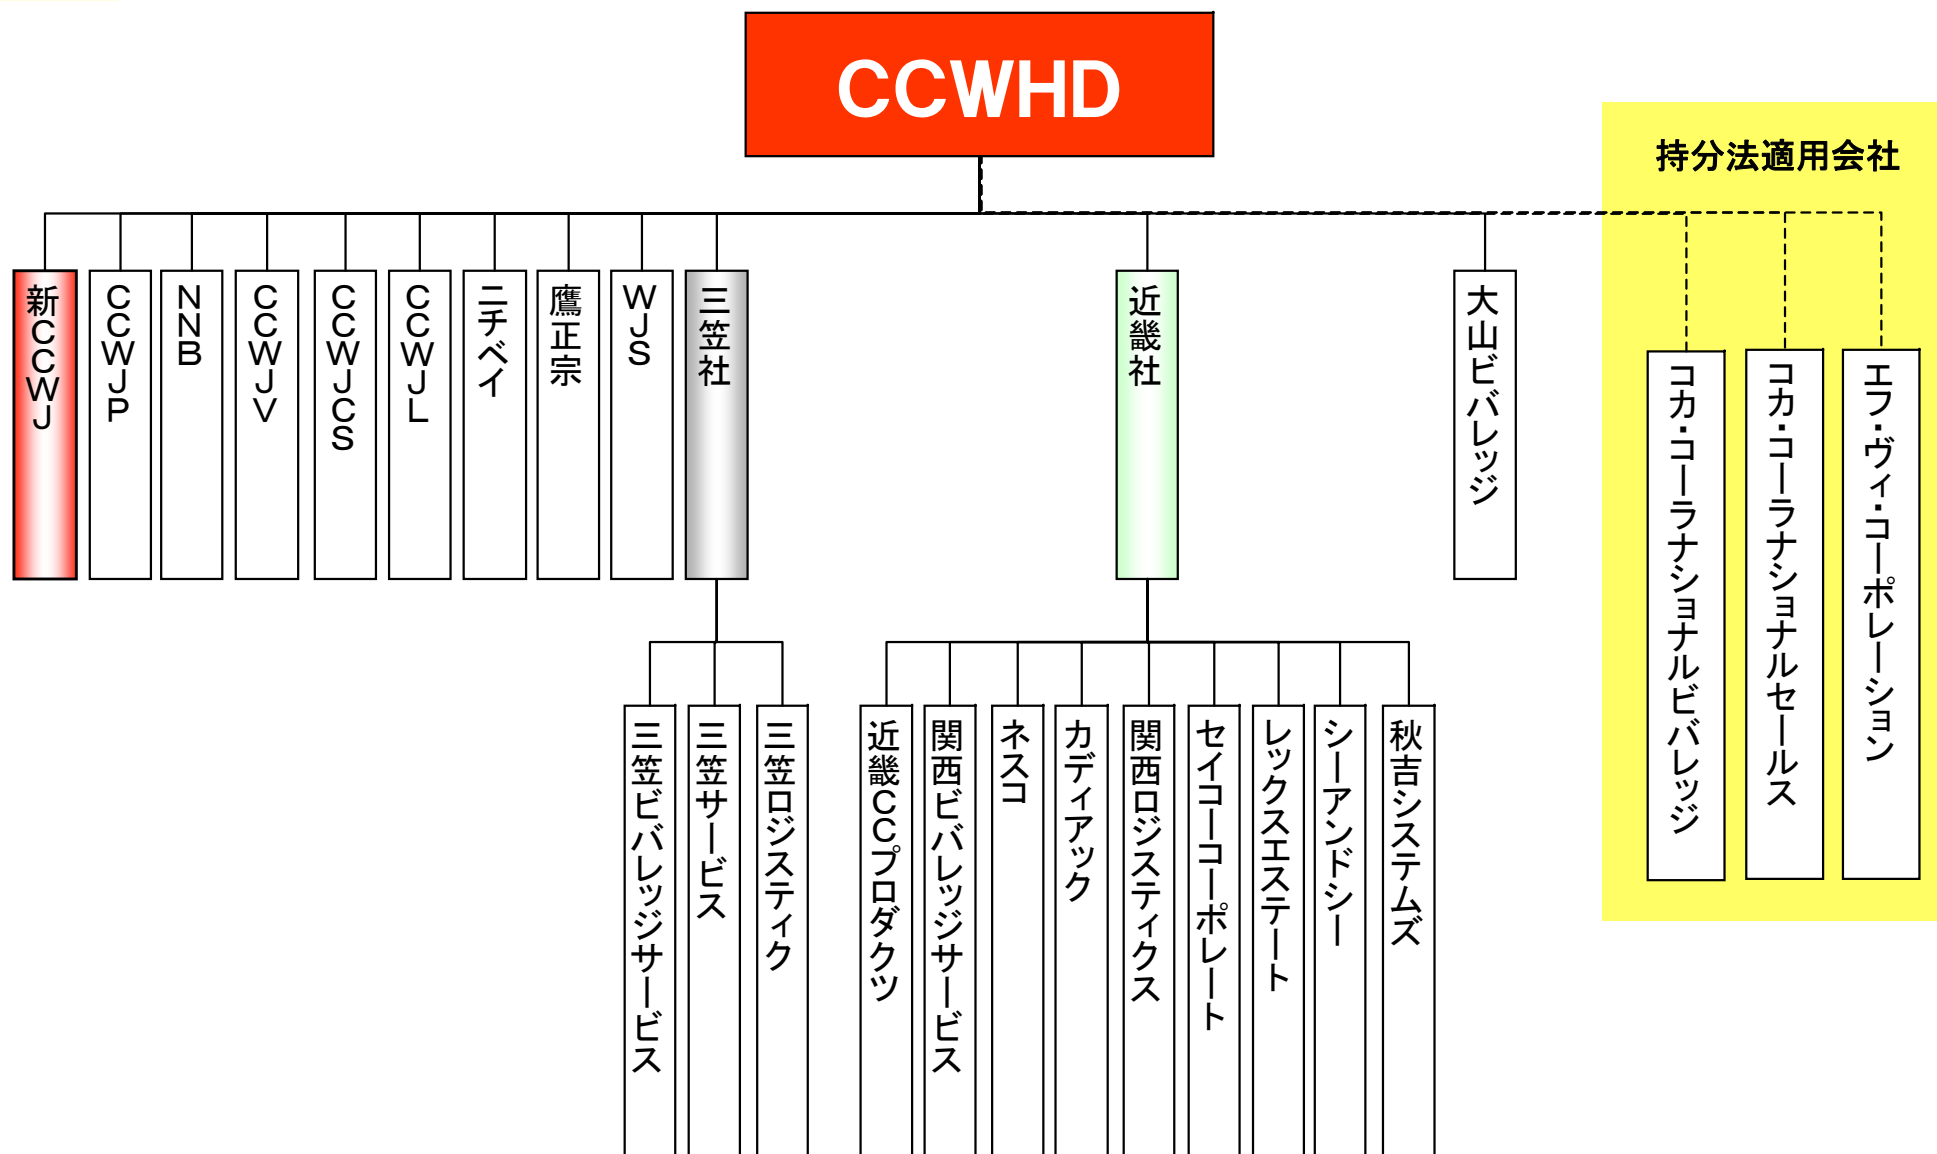 CCWHD
持分法適用会社
新CCWJ
CCWJP
NNB
CCWJV
CCWJCS
CCWJL
ニチベイ
鷹正宗
WJS
三笠社
近畿社
大山ビバレッジ
コカ・コーラナショナルビバレッジ
コカ・コーラナショナルセールス
エフ・ヴィ・コーポレーション
三笠ビバレッジサービス
三笠サービス
三笠ロジスティク
近畿CCプロダクツ
関西ビバレッジサービス
ネスコ
カディアック
関西ロジスティクス
セイコーコーポレート
レックスエステート
シーアンドシー
秋吉システムズ